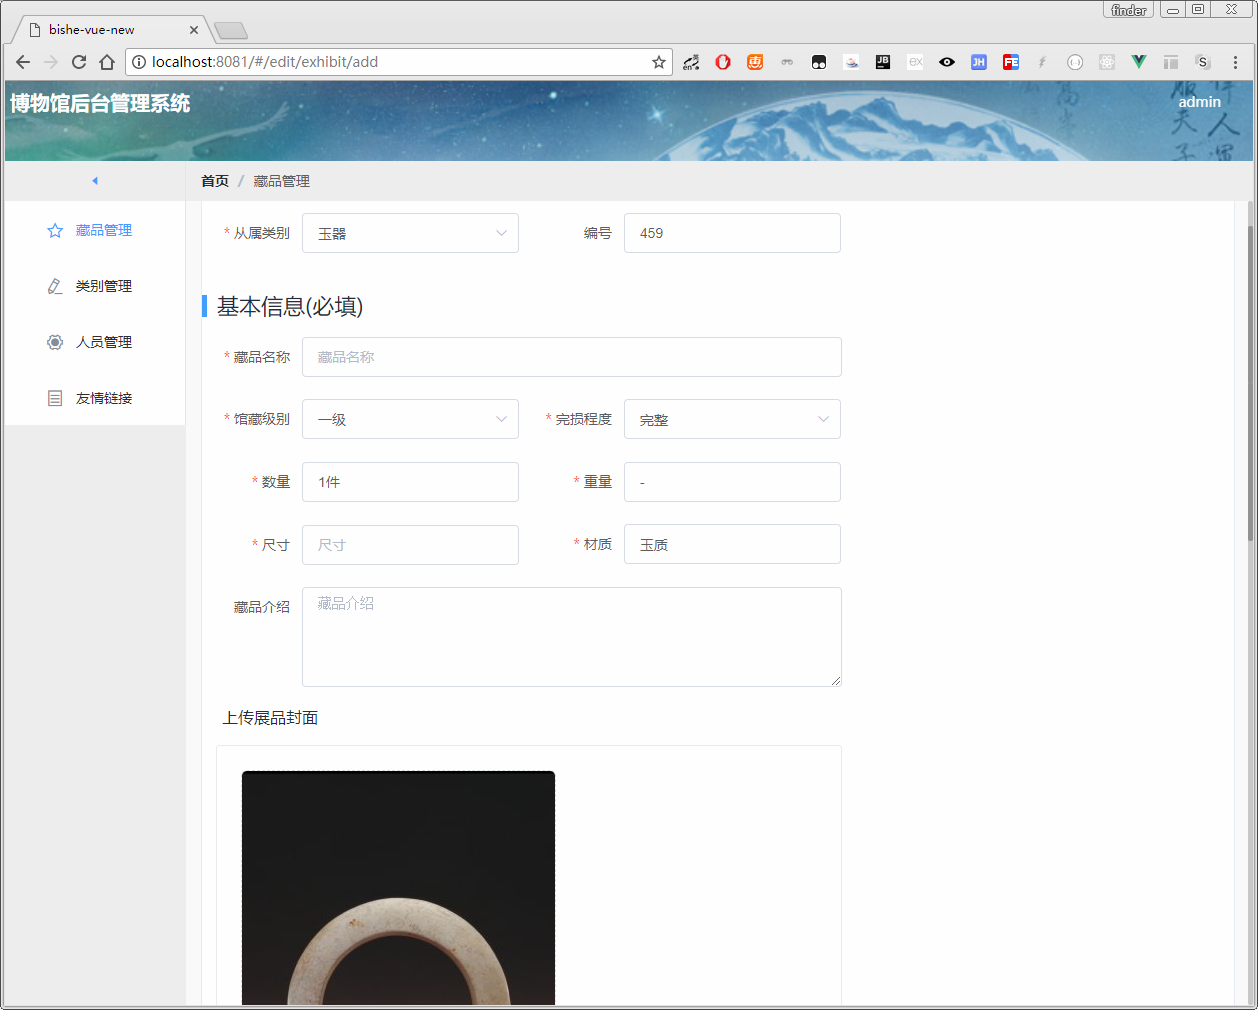 finder
bishe-vue-new
localhost:8081/#/edit/exhibit/add
博物馆后台管理系统
admin
首页 / 藏品管理
藏品管理
类别管理
人员管理
友情链接
* 从属类别 玉器 编号 459
基本信息(必填)
* 藏品名称 藏品名称
* 馆藏级别 一级 * 完损程度 完整
* 数量 1件 * 重量 -
* 尺寸 尺寸 * 材质 玉质
藏品介绍 藏品介绍
上传展品封面